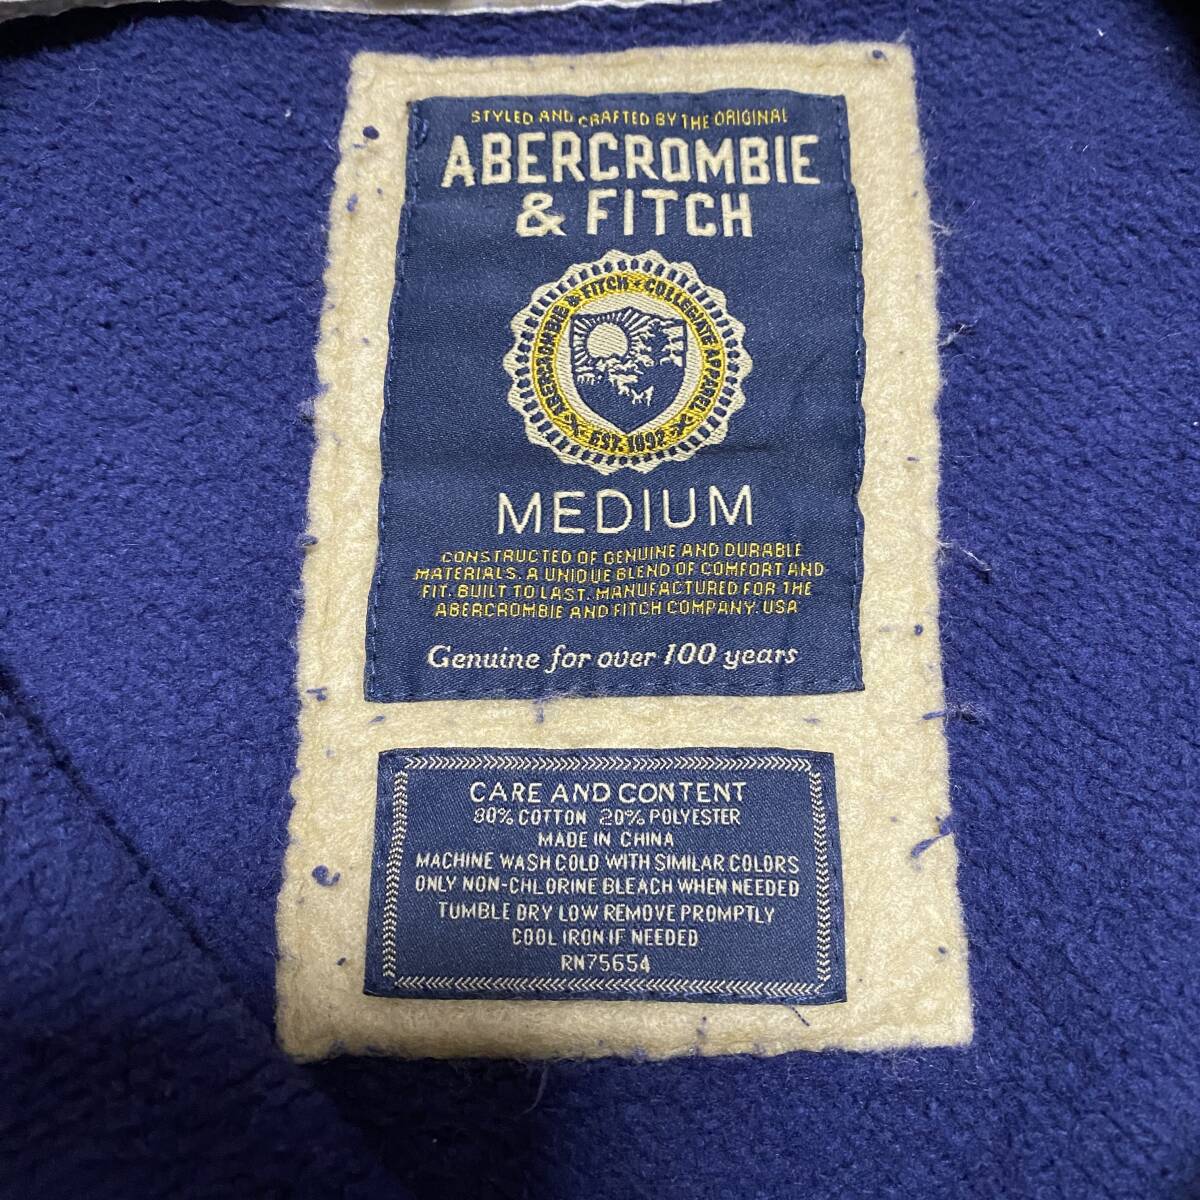 STYLED AND CRAFTED BY THE ORIGINAL
ABERCROMBIE
& FITCH
ABERCROMBIE & FITCH ★ COLLEGIATE APPAREL
EST. 1892
MEDIUM
CONSTRUCTED OF GENUINE AND DURABLE
MATERIALS. A UNIQUE BLEND OF COMFORT AND
FIT. BUILT TO LAST. MANUFACTURED FOR THE
ABERCROMBIE AND FITCH COMPANY. USA
Genuine for over 100 years
CARE AND CONTENT
80% COTTON 20% POLYESTER
MADE IN CHINA
MACHINE WASH COLD WITH SIMILAR COLORS
ONLY NON-CHLORINE BLEACH WHEN NEEDED
TUMBLE DRY LOW REMOVE PROMPTLY
COOL IRON IF NEEDED
RN75654